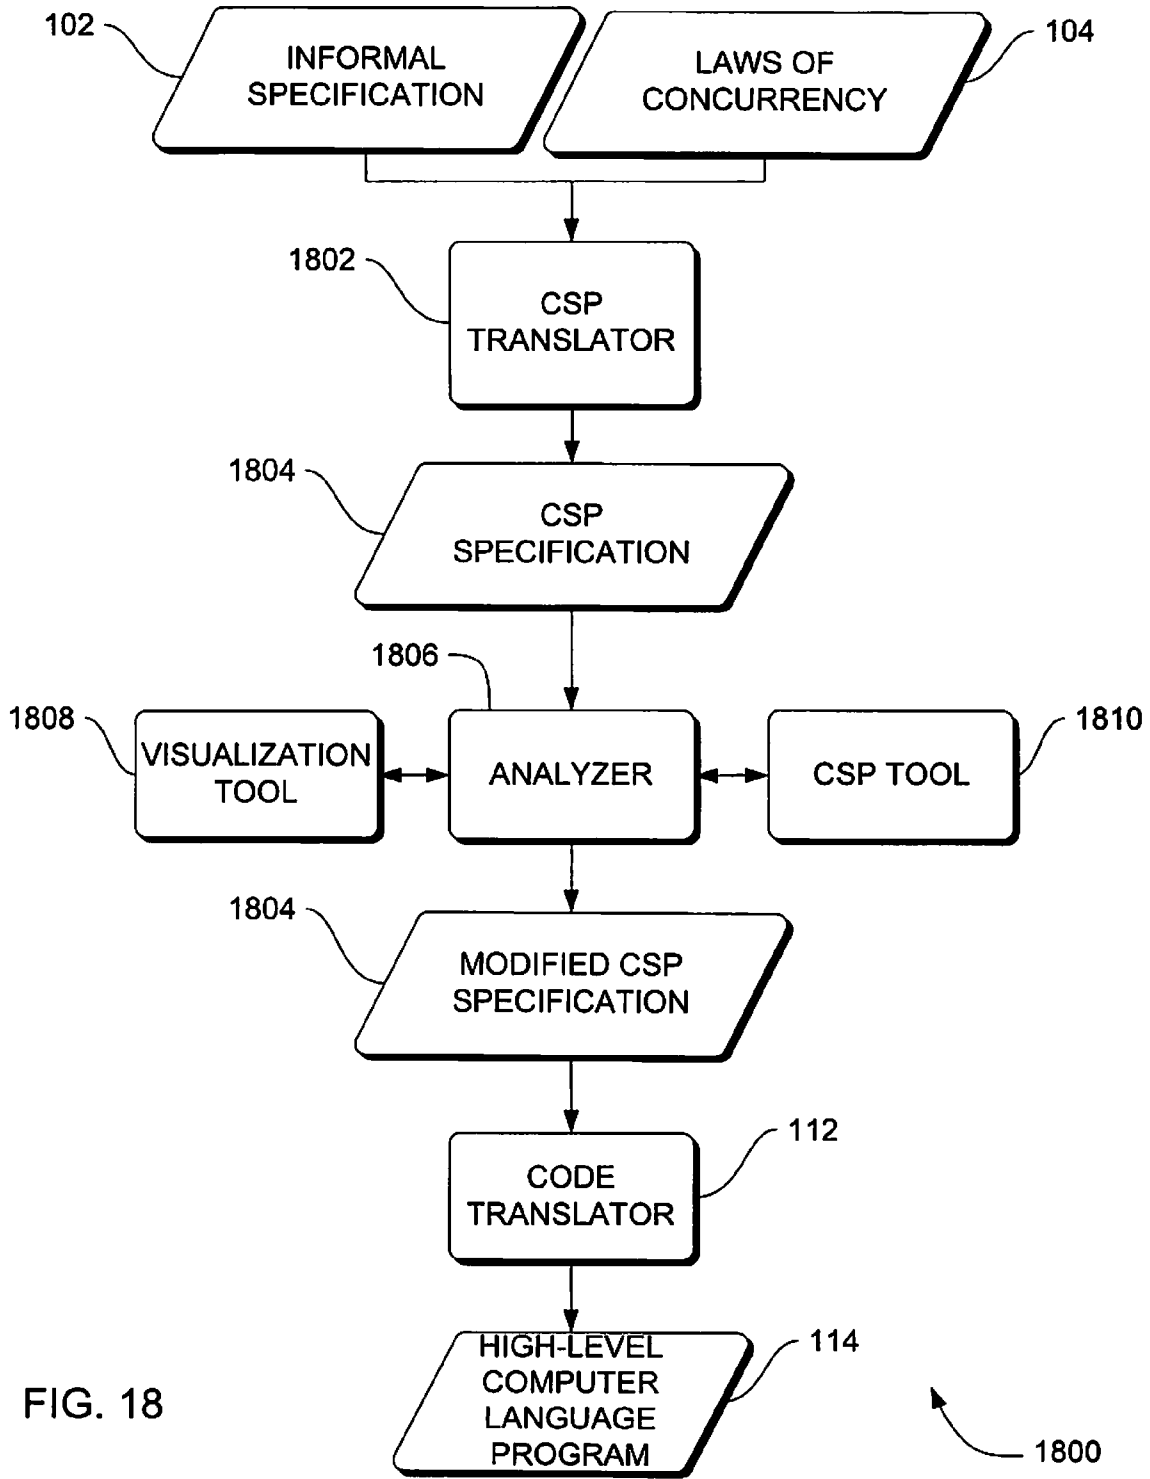 102
INFORMAL
SPECIFICATION
LAWS OF
CONCURRENCY
104
1802
CSP
TRANSLATOR
1804
CSP
SPECIFICATION
1806
1808
VISUALIZATION
TOOL
ANALYZER
CSP TOOL
1810
1804
MODIFIED CSP
SPECIFICATION
CODE
TRANSLATOR
112
HIGH-LEVEL
COMPUTER
LANGUAGE
PROGRAM
114
FIG. 18
1800